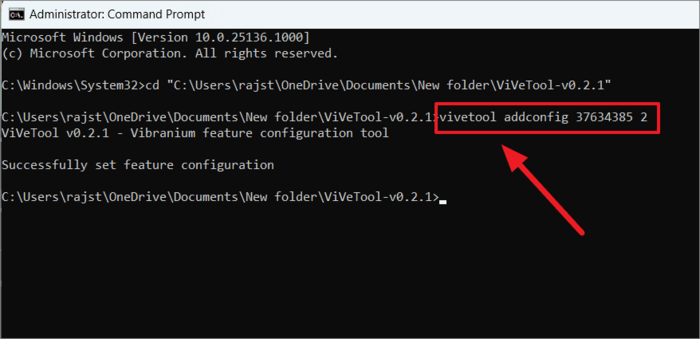 Administrator: Command Prompt
Microsoft Windows [Version 10.0.25136.1000]
(c) Microsoft Corporation. All rights reserved.
C:\Windows\System32>cd "C:\Users\rajst\OneDrive\Documents\New folder\ViVeTool-v0.2.1"
C:\Users\rajst\OneDrive\Documents\New folder\ViVeTool-v0.2.1>vivetool addconfig 37634385 2
ViVeTool v0.2.1 - Vibranium feature configuration tool
Successfully set feature configuration
C:\Users\rajst\OneDrive\Documents\New folder\ViVeTool-v0.2.1>